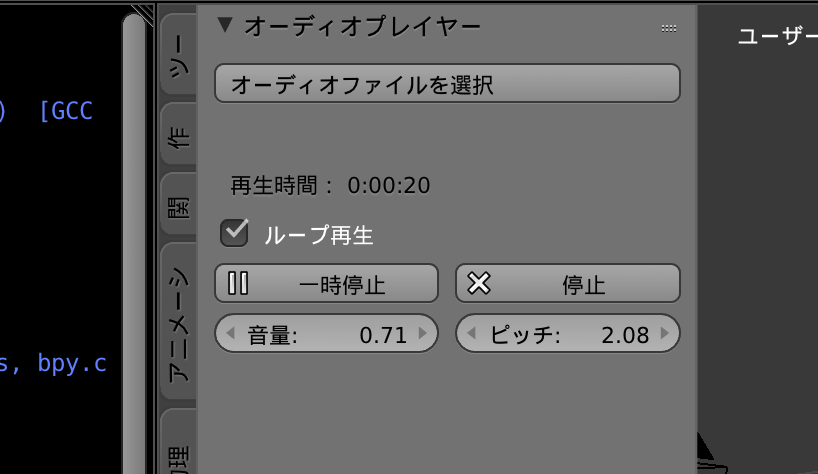 ) [GCC
s, bpy.c
ツー
作
関
アニメーシ
理
▼ オーディオプレイヤー
オーディオファイルを選択
再生時間： 0:00:20
ループ再生
一時停止 停止
音量: 0.71 ピッチ: 2.08
ユーザー